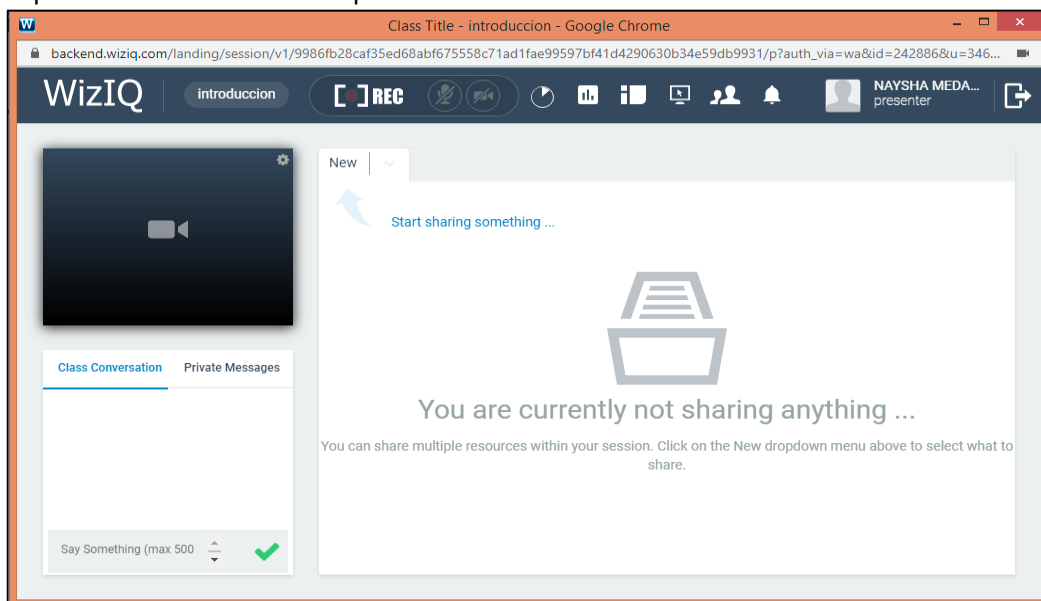 W Class Title - introduccion - Google Chrome
backend.wiziq.com/landing/session/v1/9986fb28caf35ed68abf675558c71ad1fae99597bf41d4290630b34e59db9931/p?auth_via=wa&id=242886&u=346...
WizIQ introduccion [ ] REC NAYSHA MEDA...
presenter
New
Start sharing something ...
Class Conversation Private Messages
You are currently not sharing anything ...
You can share multiple resources within your session. Click on the New dropdown menu above to select what to
share.
Say Something (max 500